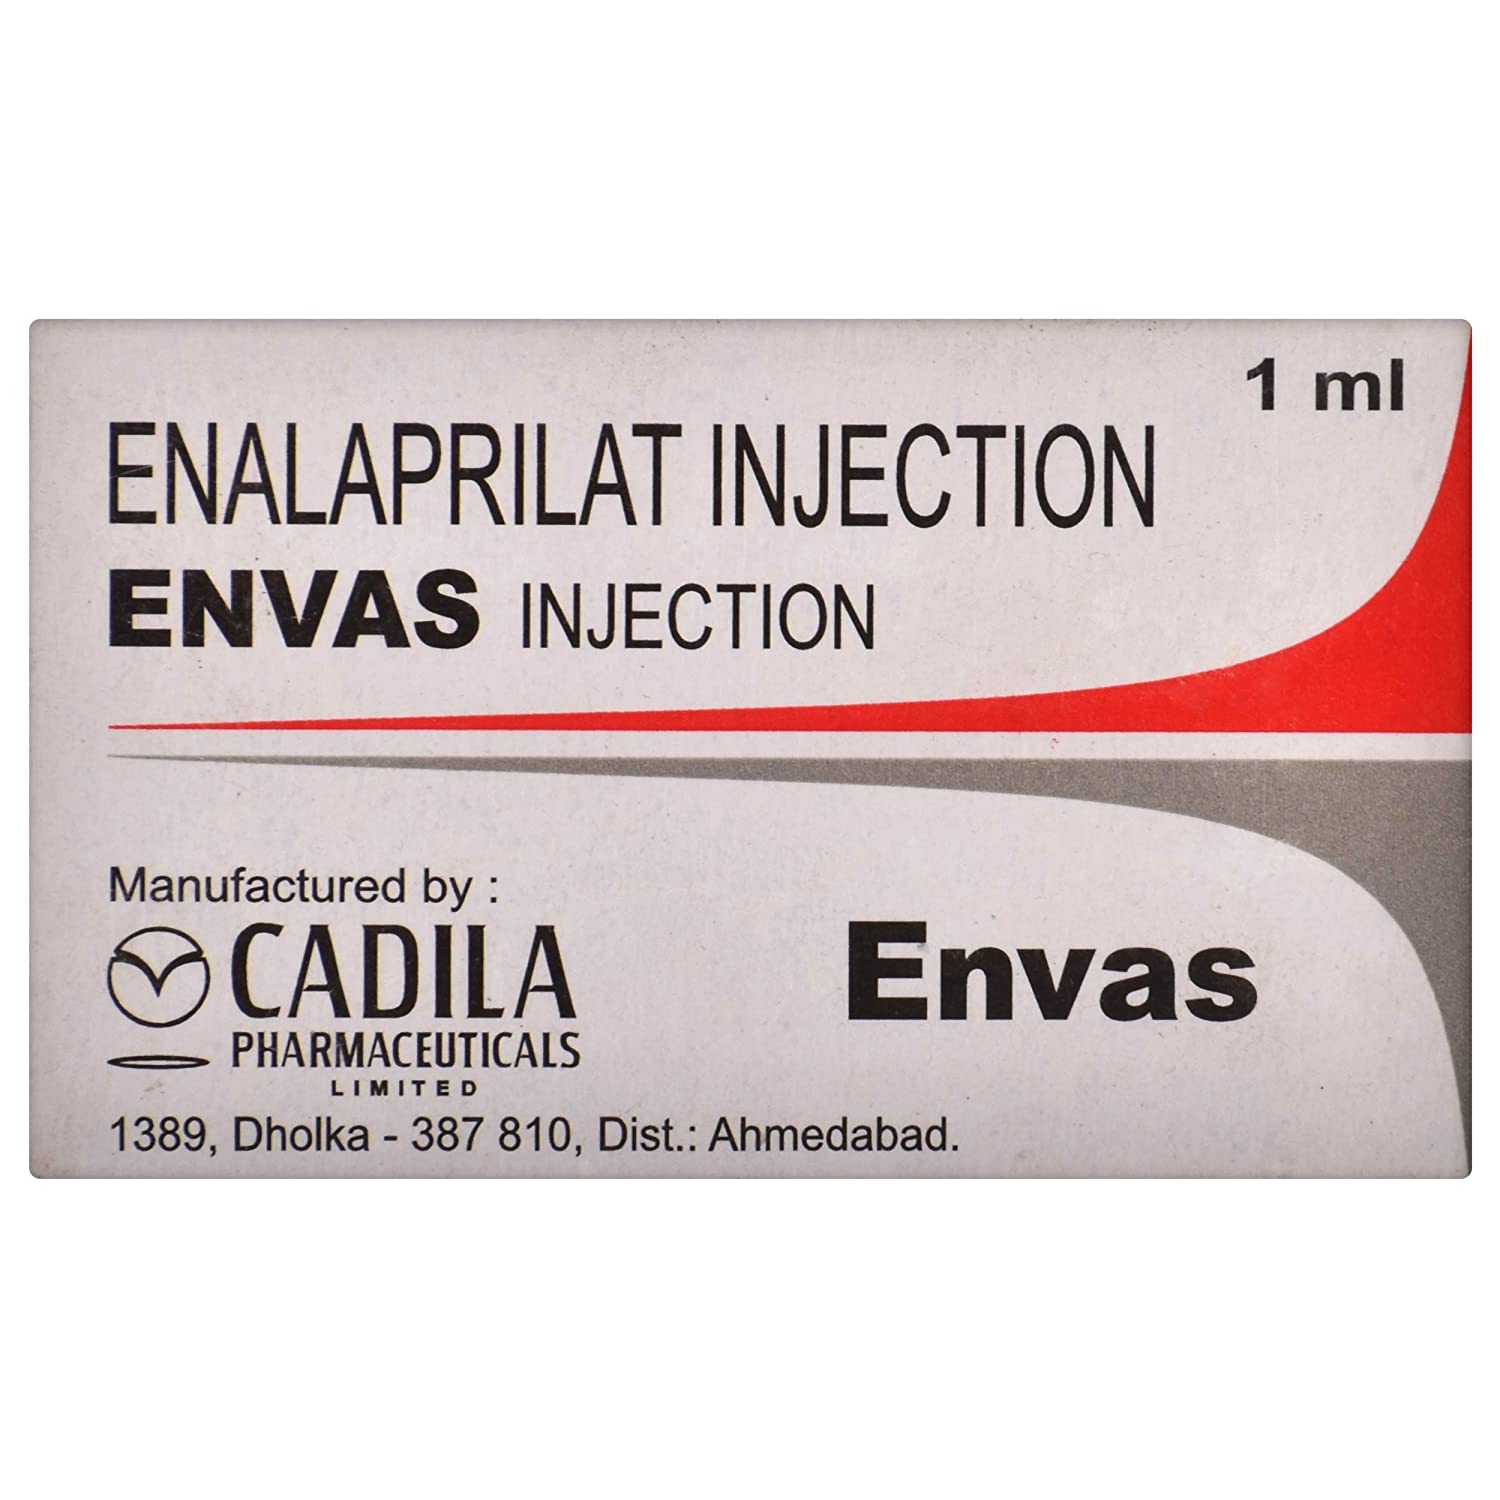 1 ml
ENALAPRILAT INJECTION
ENVAS INJECTION
Manufactured by :
CADILA
PHARMACEUTICALS
LIMITED
Envas
1389, Dholka - 387 810, Dist.: Ahmedabad.